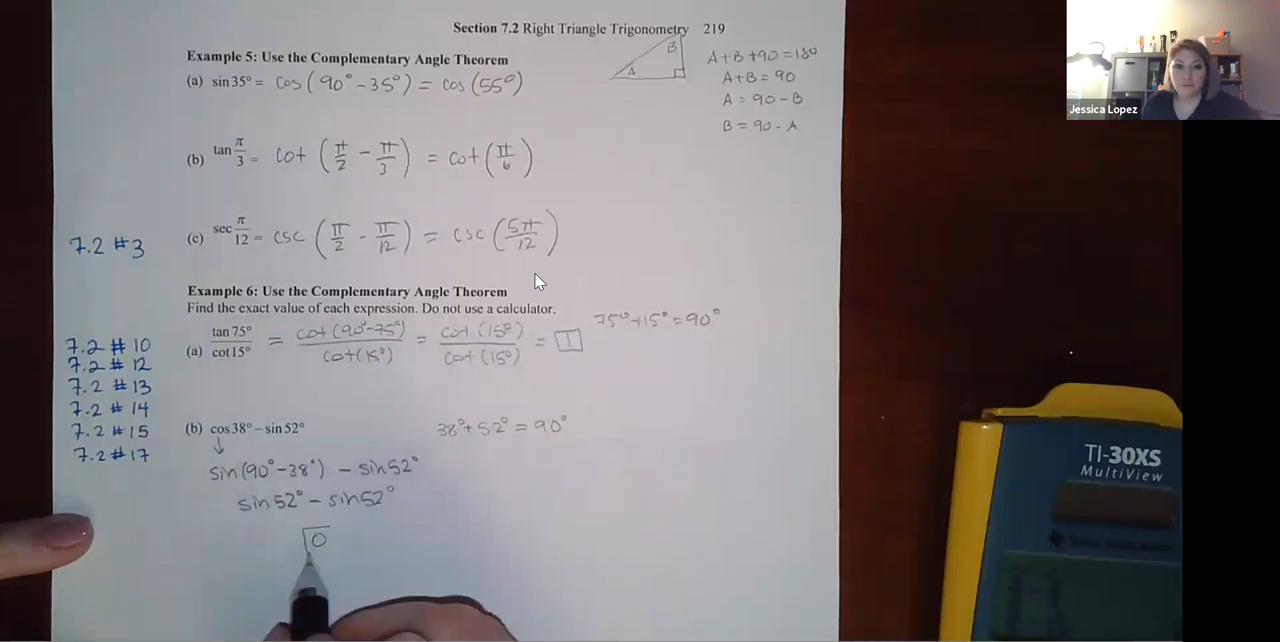 Section 7.2 Right Triangle Trigonometry 219
Example 5: Use the Complementary Angle Theorem
(a) sin 35° = cos(90° - 35°) = cos(55°)
B
A
A+B+90=180
A+B=90
A = 90-B
B = 90-A
(b) tan π/3 = cot (π/2 - π/3) = cot(π/6)
(c) sec π/12 = csc (π/2 - π/12) = csc (5π/12)
7.2 #3
Example 6: Use the Complementary Angle Theorem
Find the exact value of each expression. Do not use a calculator.
(a) tan 75°/cot 15° = cot(90°-75°)/cot(15°) = cot(15°)/cot(15°) = 1
75°+15°=90°
7.2 #10
7.2 #12
7.2 #13
7.2 #14
7.2 #15
7.2 #17
(b) cos 38° – sin 52°
38°+52°=90°
sin(90°-38°) - sin 52°
sin 52° - sin 52°
0
Jessica Lopez
TI-30XS
MultiView